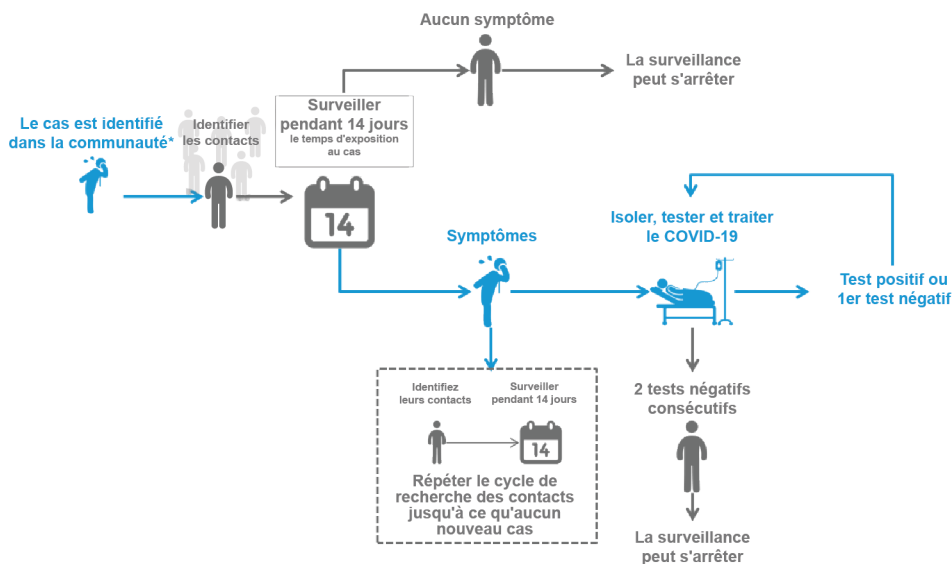 Aucun symptôme
La surveillance
peut s'arrêter
Surveiller
pendant 14 jours
le temps d'exposition
au cas
Le cas est identifié
dans la communauté*
Identifier
les contacts
14
Symptômes
Isoler, tester et traiter
le COVID-19
Test positif ou
1er test négatif
Identifiez
leurs contacts
Surveiller
pendant 14 jours
14
Répéter le cycle de
recherche des contacts
jusqu'à ce qu'aucun
nouveau cas
2 tests négatifs
consécutifs
La surveillance
peut s'arrêter